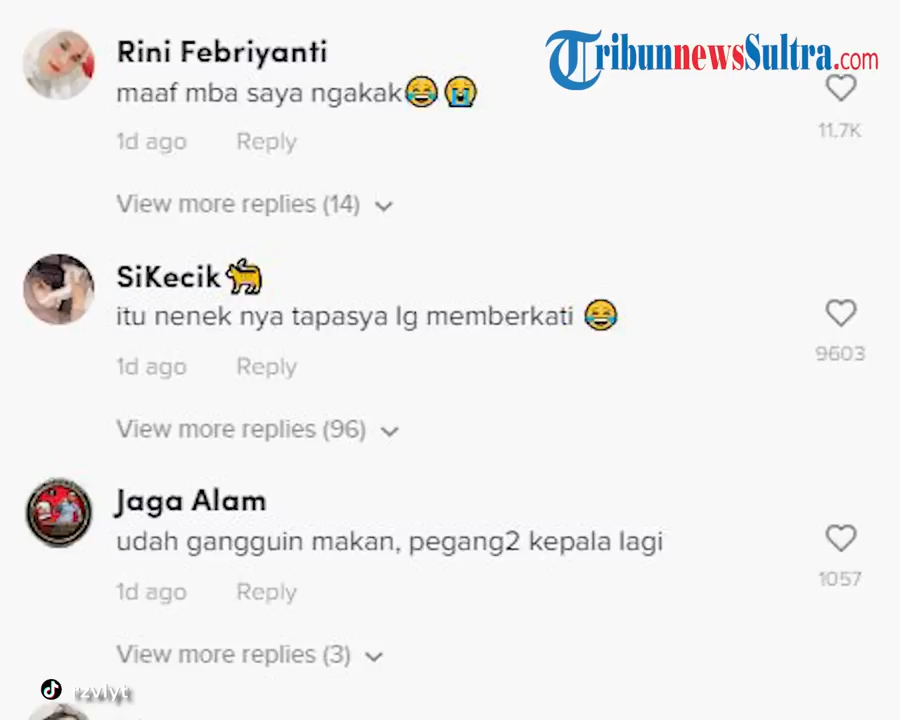 TribunnewsSultra.com
Rini Febriyanti
maaf mba saya ngakak😂😭
11.7K
1d ago Reply
View more replies (14)
SiKecik🐈
itu nenek nya tapasya lg memberkati 😂
9603
1d ago Reply
View more replies (96)
Jaga Alam
udah gangguin makan, pegang2 kepala lagi
1057
1d ago Reply
View more replies (3)
rzvlyt